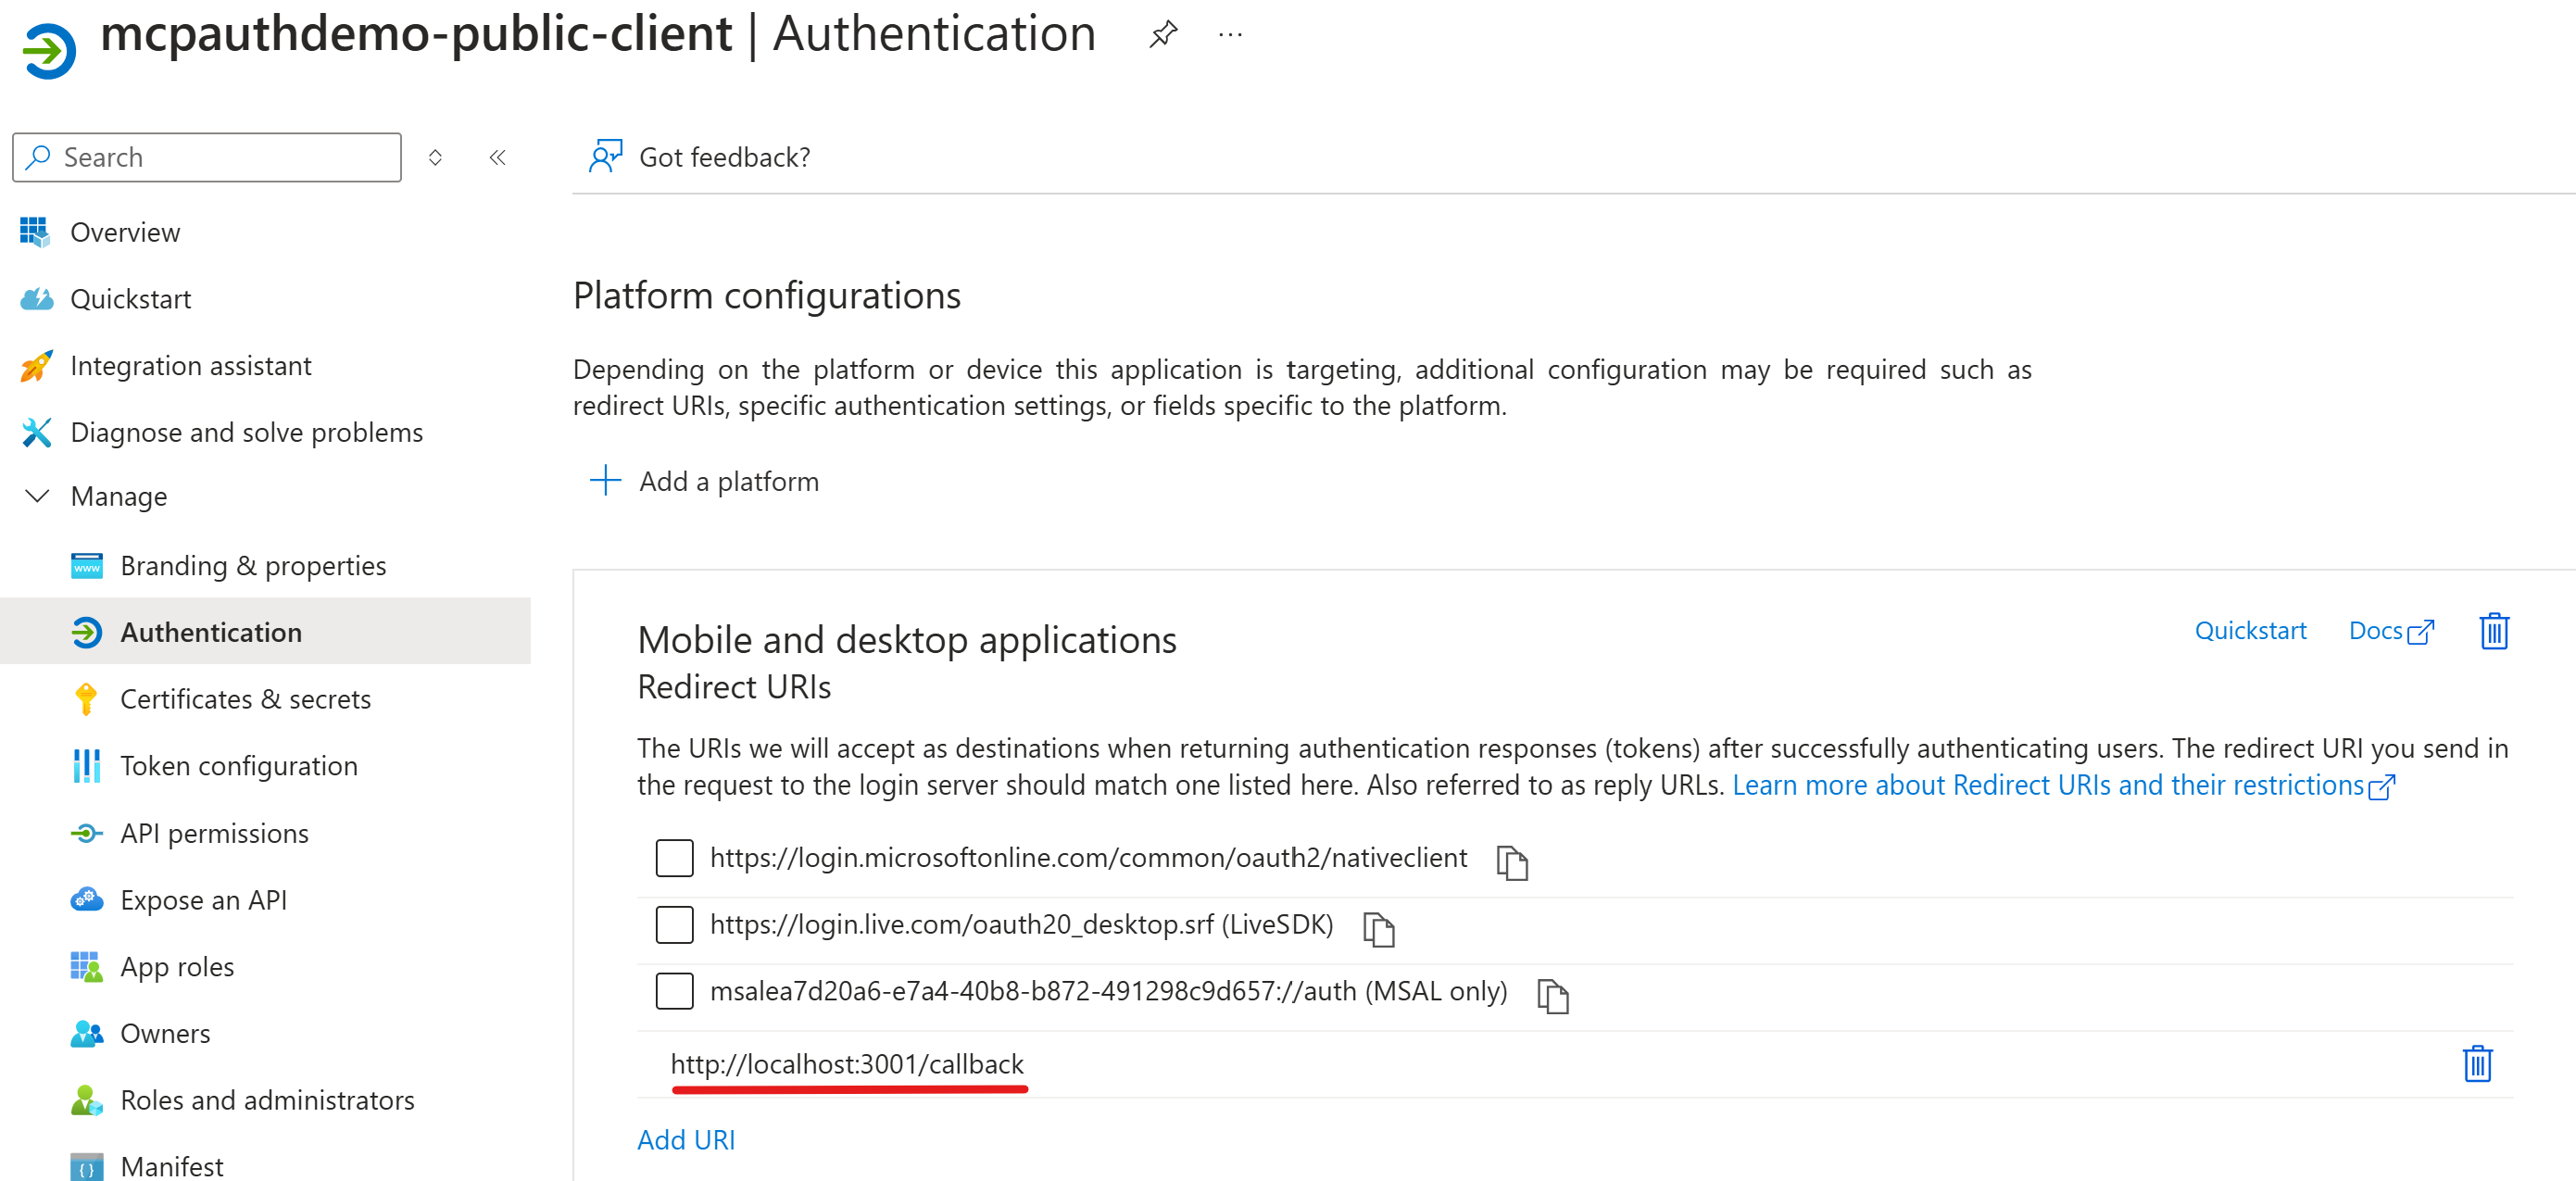 mcpauthdemo-public-client | Authentication
Search
Got feedback?
Overview
Quickstart
Integration assistant
Diagnose and solve problems
Manage
www
Branding & properties
Authentication
Certificates & secrets
Token configuration
API permissions
Expose an API
App roles
Owners
Roles and administrators
Manifest
Platform configurations
Depending on the platform or device this application is targeting, additional configuration may be required such as
redirect URIs, specific authentication settings, or fields specific to the platform.
Add a platform
Mobile and desktop applications
Quickstart
Docs
Redirect URIs
The URIs we will accept as destinations when returning authentication responses (tokens) after successfully authenticating users. The redirect URI you send in
the request to the login server should match one listed here. Also referred to as reply URLs. Learn more about Redirect URIs and their restrictions
https://login.microsoftonline.com/common/oauth2/nativeclient
https://login.live.com/oauth20_desktop.srf (LiveSDK)
msalea7d20a6-e7a4-40b8-b872-491298c9d657://auth (MSAL only)
http://localhost:3001/callback
Add URI